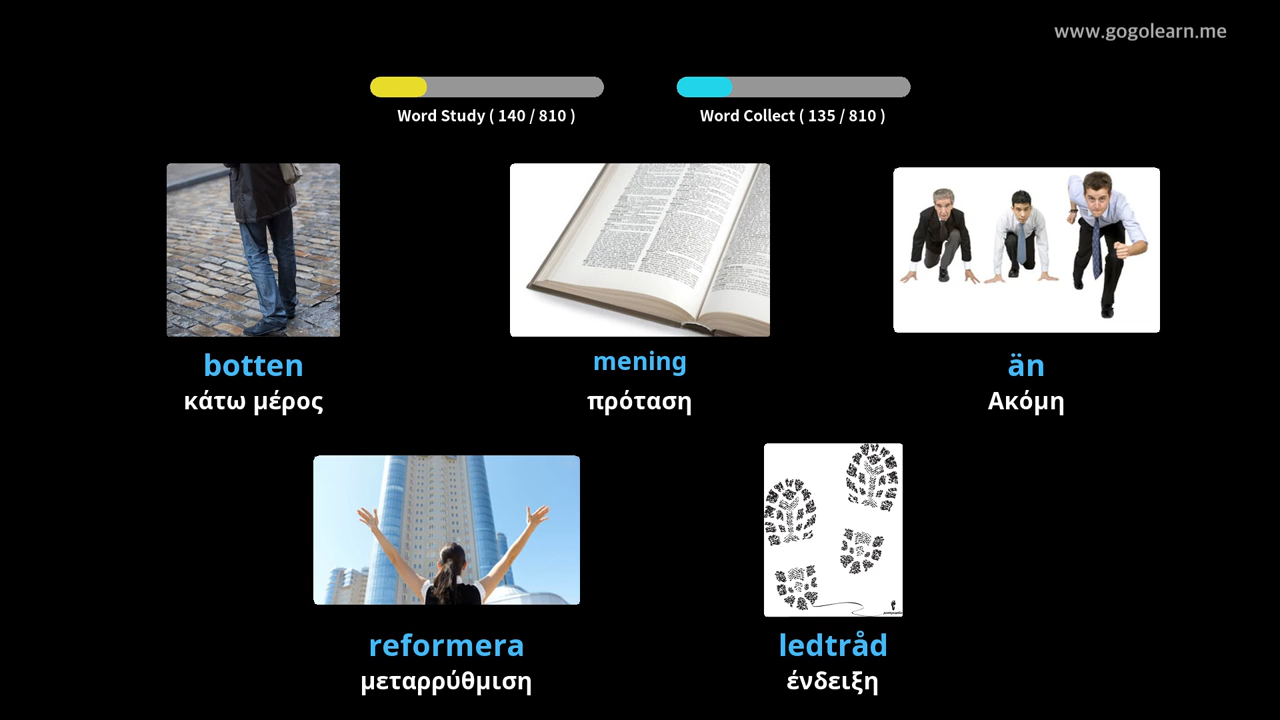 www.gogolearn.me
Word Study ( 140 / 810 )
Word Collect ( 135 / 810 )
botten
κάτω μέρος
mening
πρόταση
än
Ακόμη
reformera
μεταρρύθμιση
ledtråd
ένδειξη